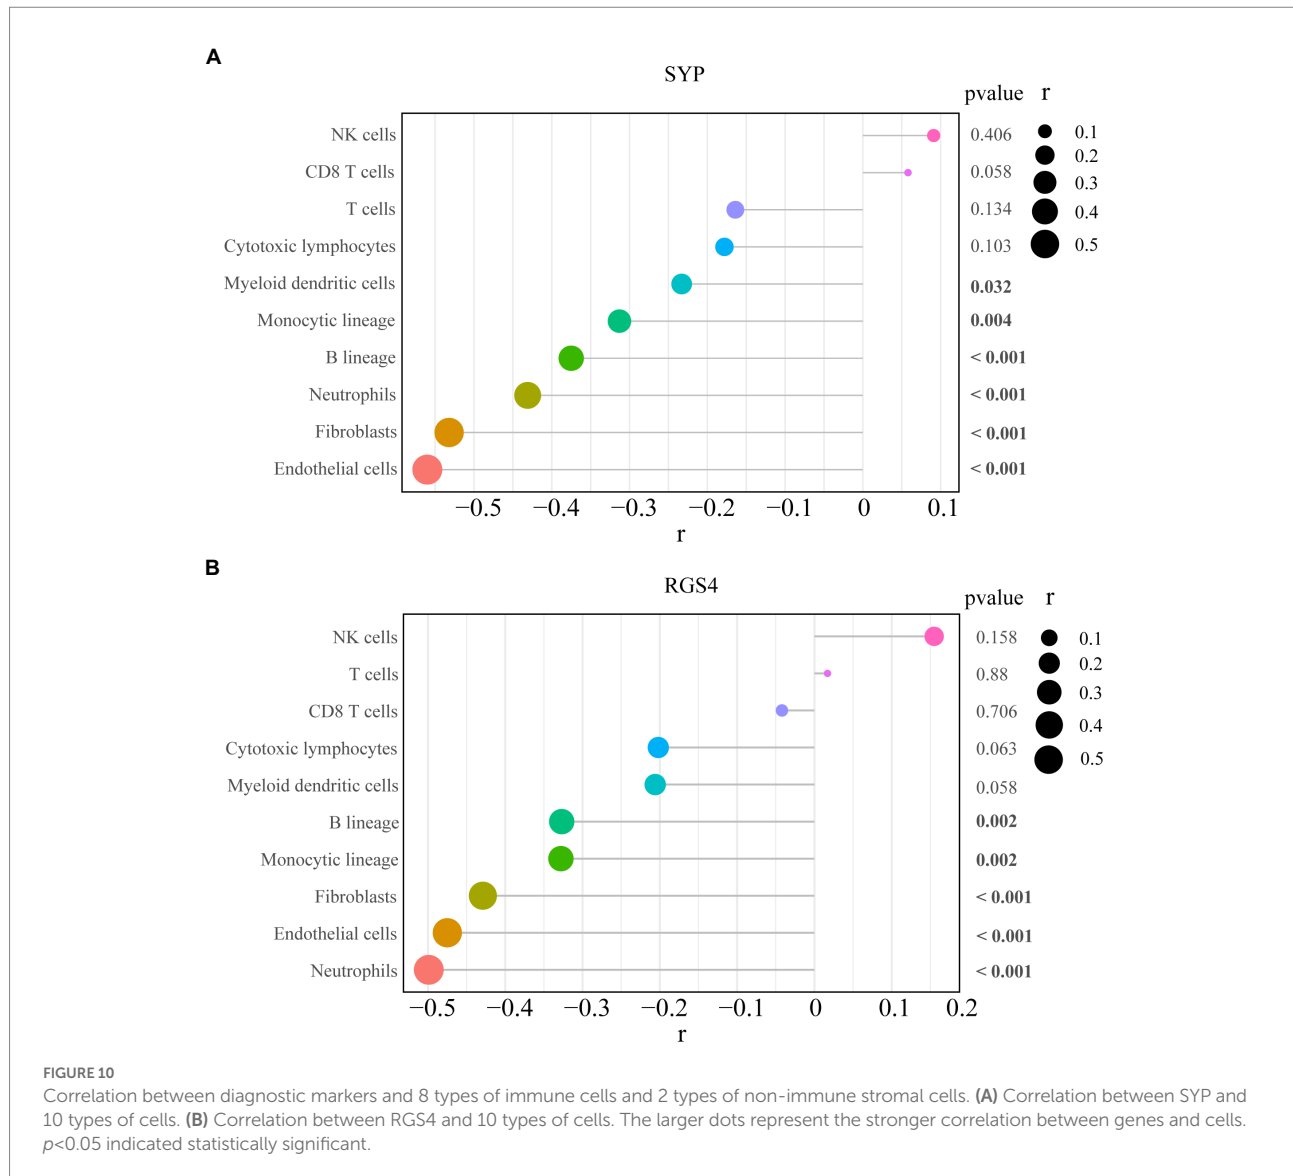 A
SYP
pvalue r
NK cells 0.406 0.1
CD8 T cells 0.058 0.2
T cells 0.134 0.3
Cytotoxic lymphocytes 0.103 0.4
Myeloid dendritic cells 0.032 0.5
Monocytic lineage 0.004
B lineage < 0.001
Neutrophils < 0.001
Fibroblasts < 0.001
Endothelial cells < 0.001
−0.5 −0.4 −0.3 −0.2 −0.1 0 0.1
r
B
RGS4
pvalue r
NK cells 0.158 0.1
T cells 0.88 0.2
CD8 T cells 0.706 0.3
Cytotoxic lymphocytes 0.063 0.4
Myeloid dendritic cells 0.058 0.5
B lineage 0.002
Monocytic lineage 0.002
Fibroblasts < 0.001
Endothelial cells < 0.001
Neutrophils < 0.001
−0.5 −0.4 −0.3 −0.2 −0.1 0 0.1 0.2
r
FIGURE 10
Correlation between diagnostic markers and 8 types of immune cells and 2 types of non-immune stromal cells. (A) Correlation between SYP and
10 types of cells. (B) Correlation between RGS4 and 10 types of cells. The larger dots represent the stronger correlation between genes and cells.
p<0.05 indicated statistically significant.